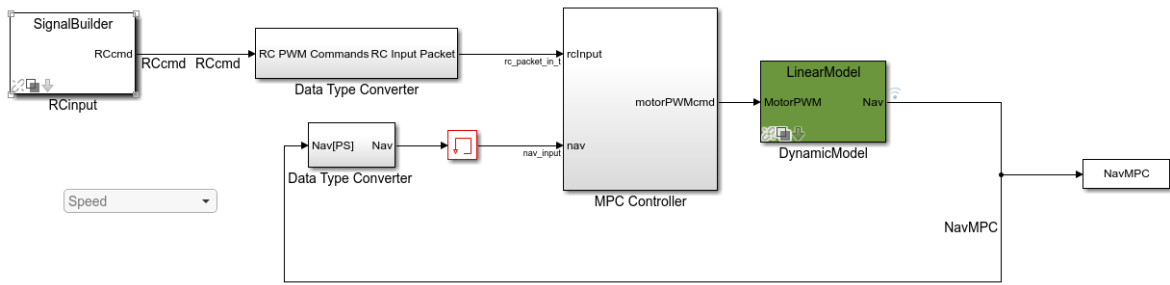 SignalBuilder
RCcmd
RCinput
RCcmd RCcmd
RC PWM Commands RC Input Packet
Data Type Converter
rc_packet_in_t
rcInput
motorPWMcmd
nav
MPC Controller
LinearModel
MotorPWM Nav
DynamicModel
Nav[PS] Nav
Data Type Converter
nav_input
NavMPC
NavMPC
Speed